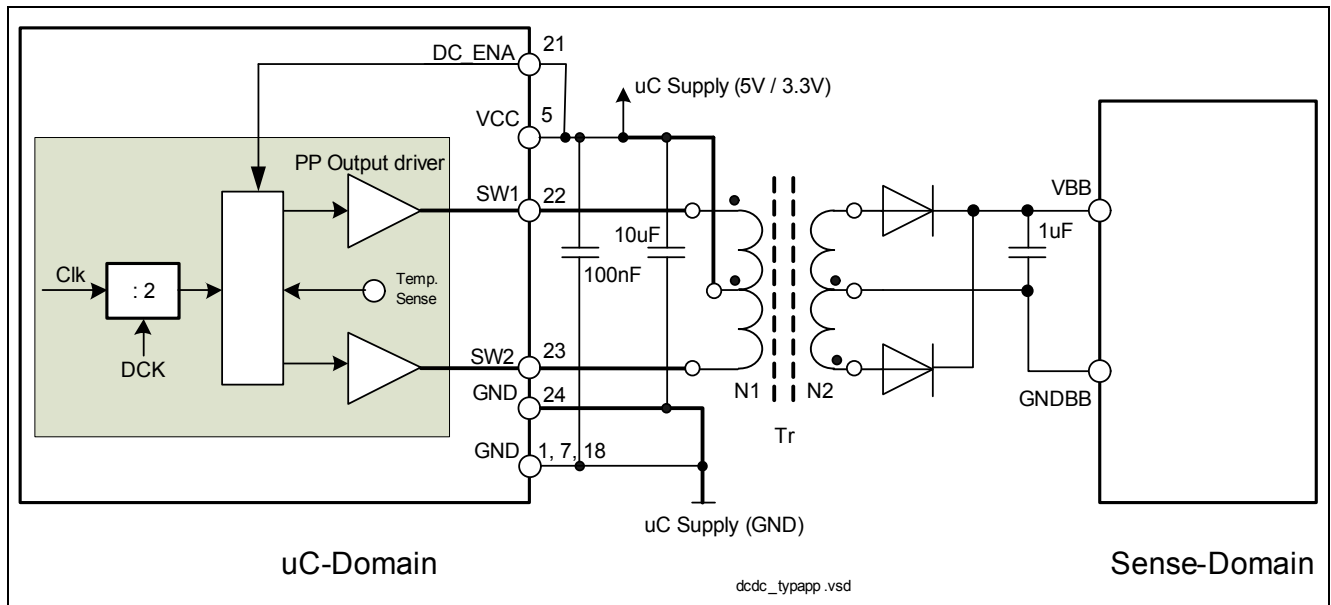 DC_ENA
21
uC Supply (5V / 3.3V)
VCC
5
PP Output driver
SW1
22
VBB
10uF
100nF
1uF
Clk
: 2
Temp.
Sense
DCK
SW2
23
GND
24
N1
N2
GNDBB
Tr
GND
1, 7, 18
uC Supply (GND)
uC-Domain
Sense-Domain
dcdc_typapp.vsd